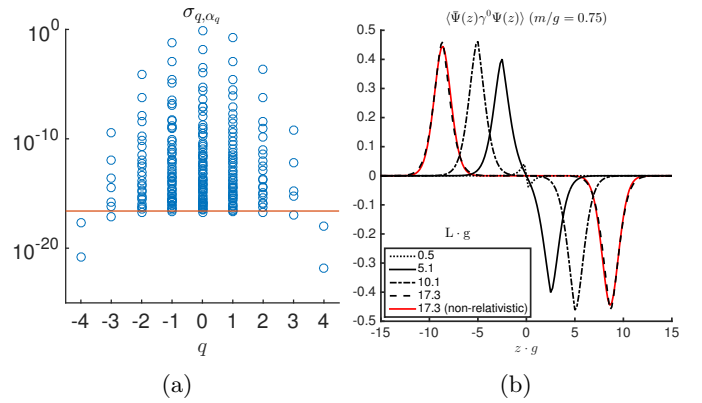 σ_{q,α_q}
10^0
10^{-10}
10^{-20}
-4 -3 -2 -1 0 1 2 3 4
q
(a)
⟨Ψ̄(z)γ^0Ψ(z)⟩ (m/g = 0.75)
0.5
0.4
0.3
0.2
0.1
0
-0.1
-0.2
-0.3
-0.4
-0.5
L · g
0.5
5.1
10.1
17.3
17.3 (non-relativistic)
-15 -10 -5 0 5 10 15
z · g
(b)